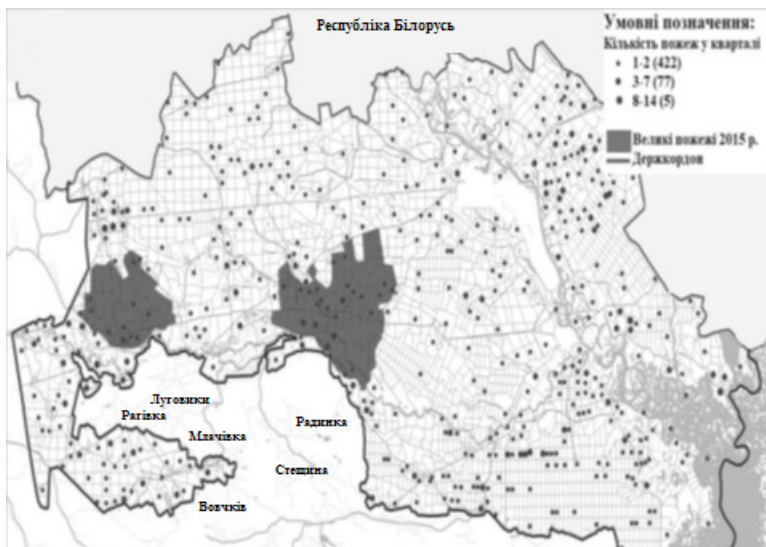 Республіка Білорусь
Умовні позначення:
Кількість пожеж у кварталі
1-2 (422)
3-7 (77)
8-14 (5)
Великі пожежі 2015 р.
Держкордон
Луговики
Рагівка
Млачівка
Радинка
Стещина
Вовчків